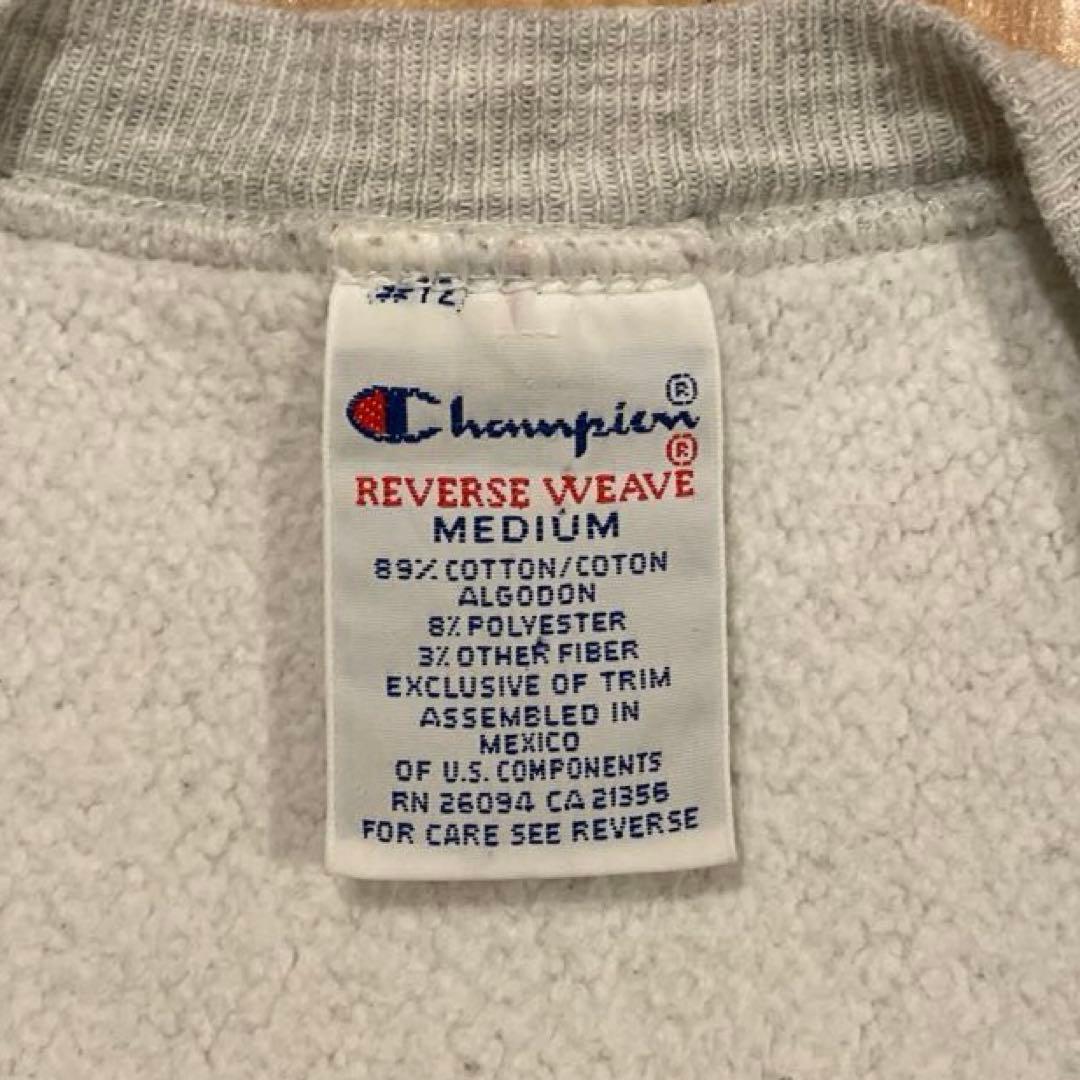 Champion®
®
REVERSE WEAVE
MEDIUM
89% COTTON/COTON
ALGODON
8% POLYESTER
3% OTHER FIBER
EXCLUSIVE OF TRIM
ASSEMBLED IN
MEXICO
OF U.S. COMPONENTS
RN 26094 CA 21356
FOR CARE SEE REVERSE